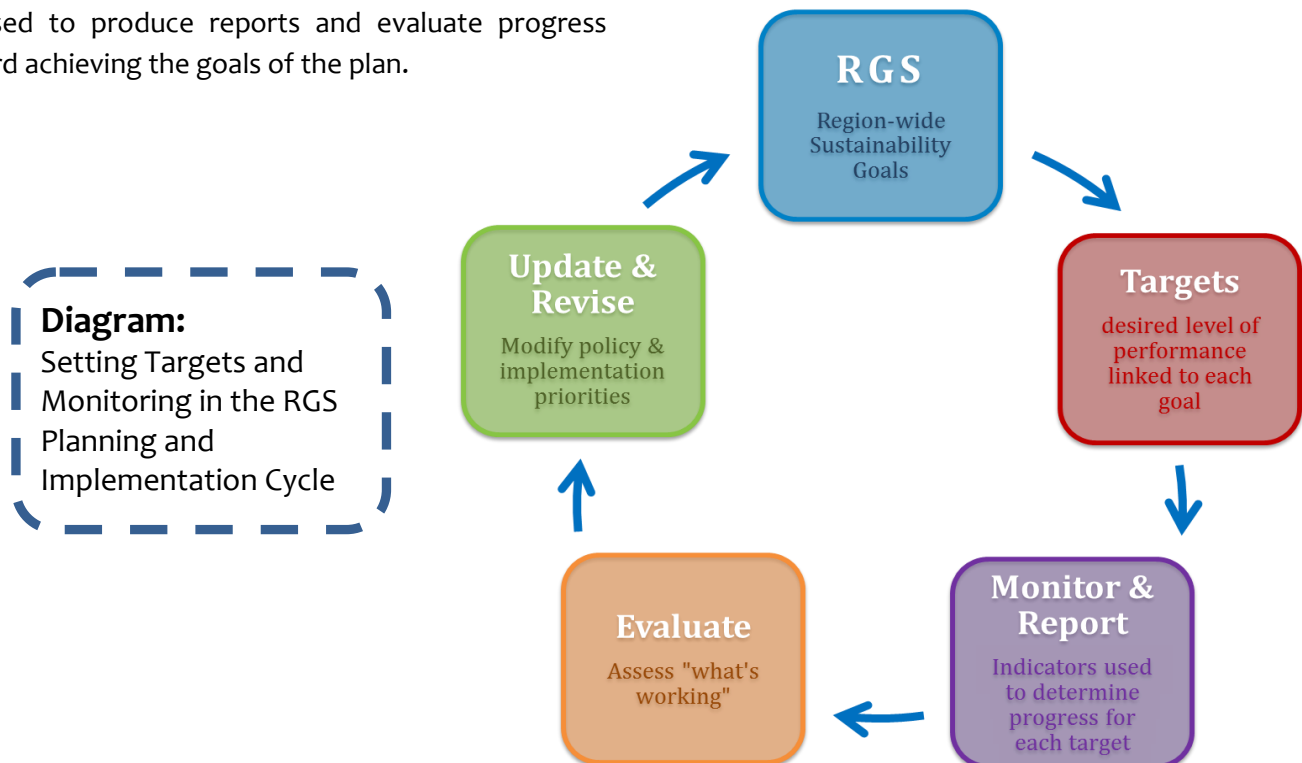 sed to produce reports and evaluate progress
rd achieving the goals of the plan.
RGS
Region-wide
Sustainability
Goals
Targets
desired level of
performance
linked to each
goal
Monitor &
Report
Indicators used
to determine
progress for
each target
Evaluate
Assess "what's
working"
Update &
Revise
Modify policy &
implementation
priorities
Diagram:
Setting Targets and
Monitoring in the RGS
Planning and
Implementation Cycle